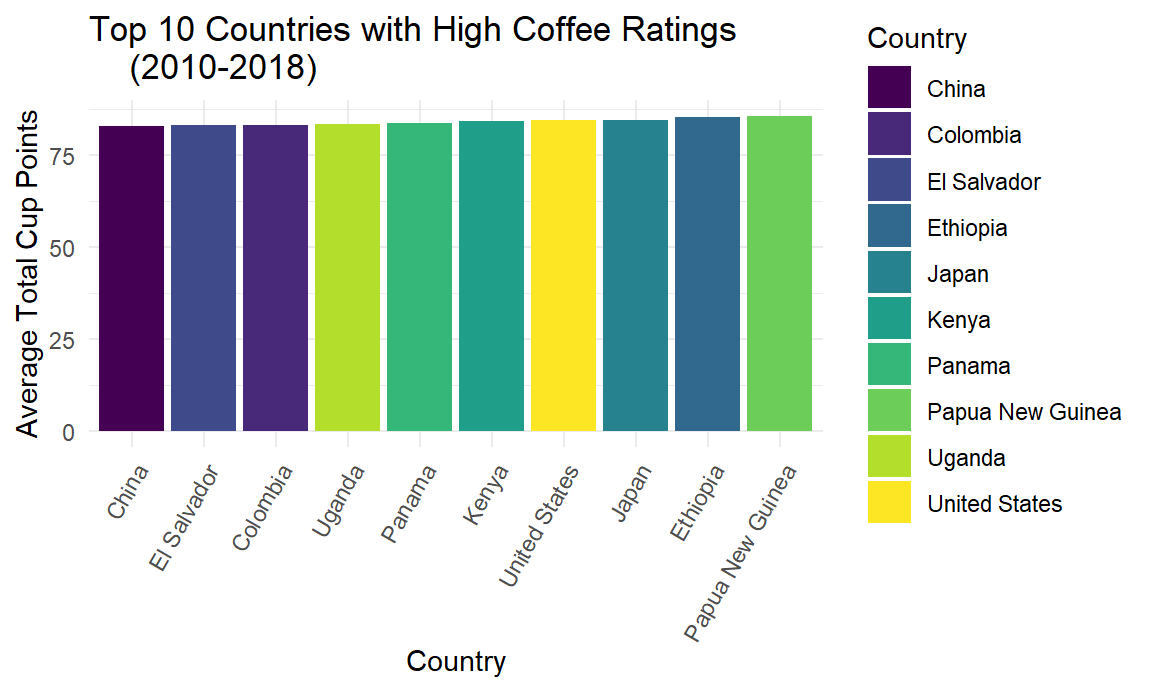 Top 10 Countries with High Coffee Ratings
(2010-2018)
Average Total Cup Points
75
50
25
0
China
El Salvador
Colombia
Uganda
Panama
Kenya
United States
Japan
Ethiopia
Papua New Guinea
Country
Country
China
Colombia
El Salvador
Ethiopia
Japan
Kenya
Panama
Papua New Guinea
Uganda
United States